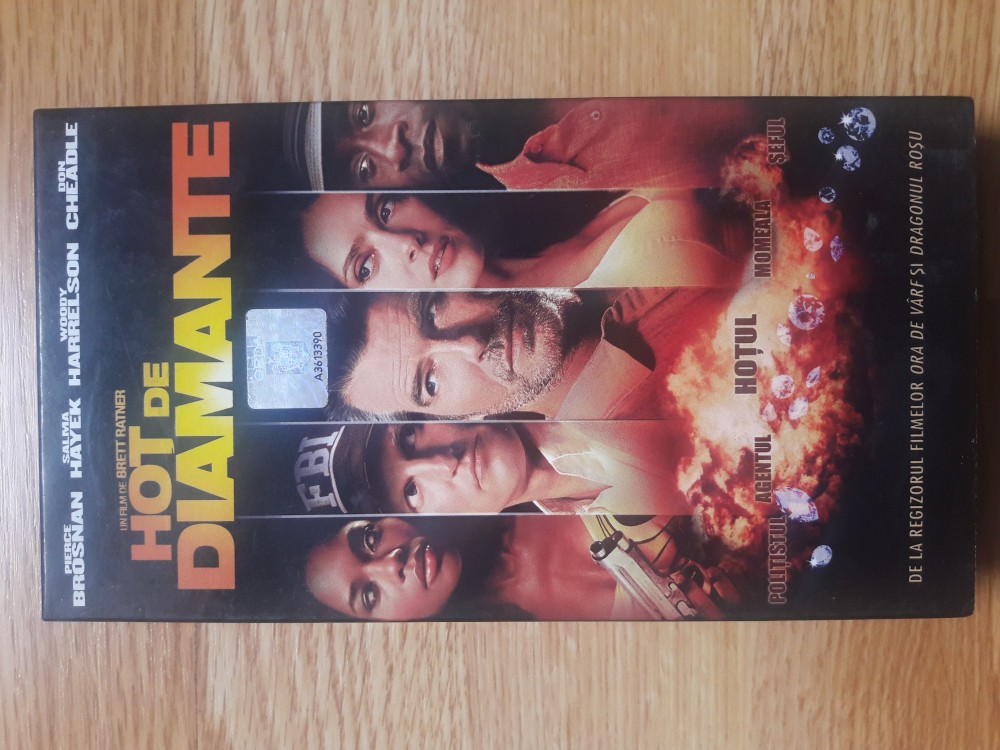 PIERCE
BROSNAN
SALMA
HAYEK
WOODY
HARRELSON
DON
CHEADLE
UN FILM DE BRETT RATNER
HOT DE
DIAMANTE
A3613390
FBI
POLIȚISTUL
AGENTUL
HOȚUL
MOMEALA
ȘEFUL
DE LA REGIZORUL FILMELOR ORA DE VÂRF ȘI DRAGONUL ROȘU